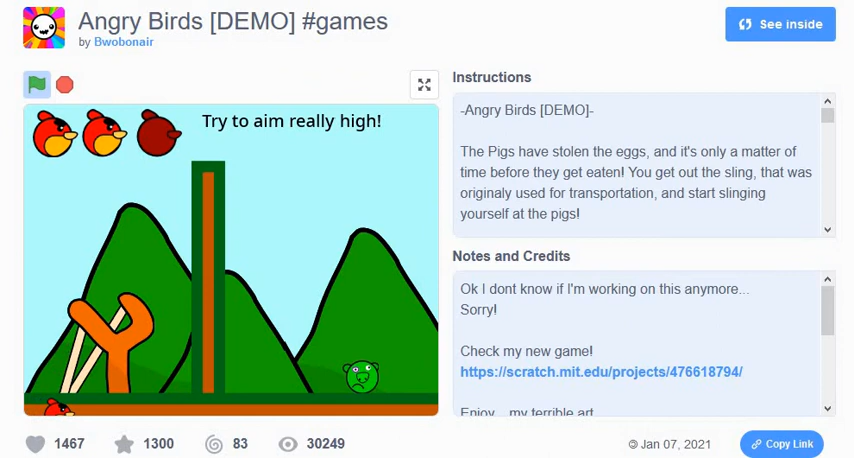 Angry Birds [DEMO] #games
by Bwobonair
See inside
Try to aim really high!
Instructions
-Angry Birds [DEMO]-
The Pigs have stolen the eggs, and it's only a matter of
time before they get eaten! You get out the sling, that was
originaly used for transportation, and start slinging
yourself at the pigs!
Notes and Credits
Ok I dont know if I'm working on this anymore...
Sorry!
Check my new game!
https://scratch.mit.edu/projects/476618794/
Enjoy... my terrible art
1467
1300
83
30249
© Jan 07, 2021
Copy Link